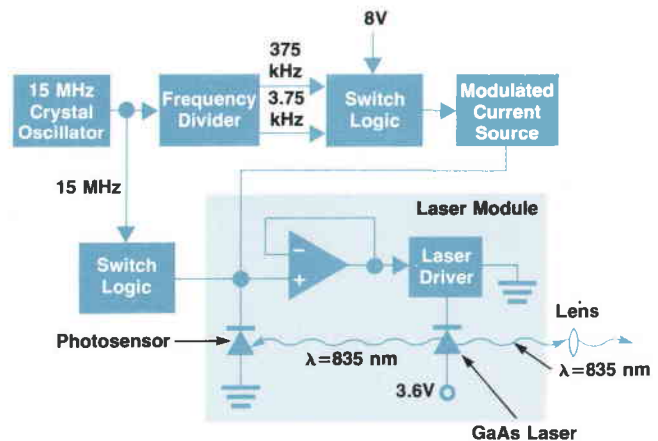 8V
375
kHz
3.75
kHz
15 MHz
Crystal
Oscillator
Frequency
Divider
Switch
Logic
Modulated
Current
Source
15 MHz
Laser Module
Switch
Logic
−
+
Laser
Driver
Lens
Photosensor
λ=835 nm
λ=835 nm
3.6V
GaAs Laser